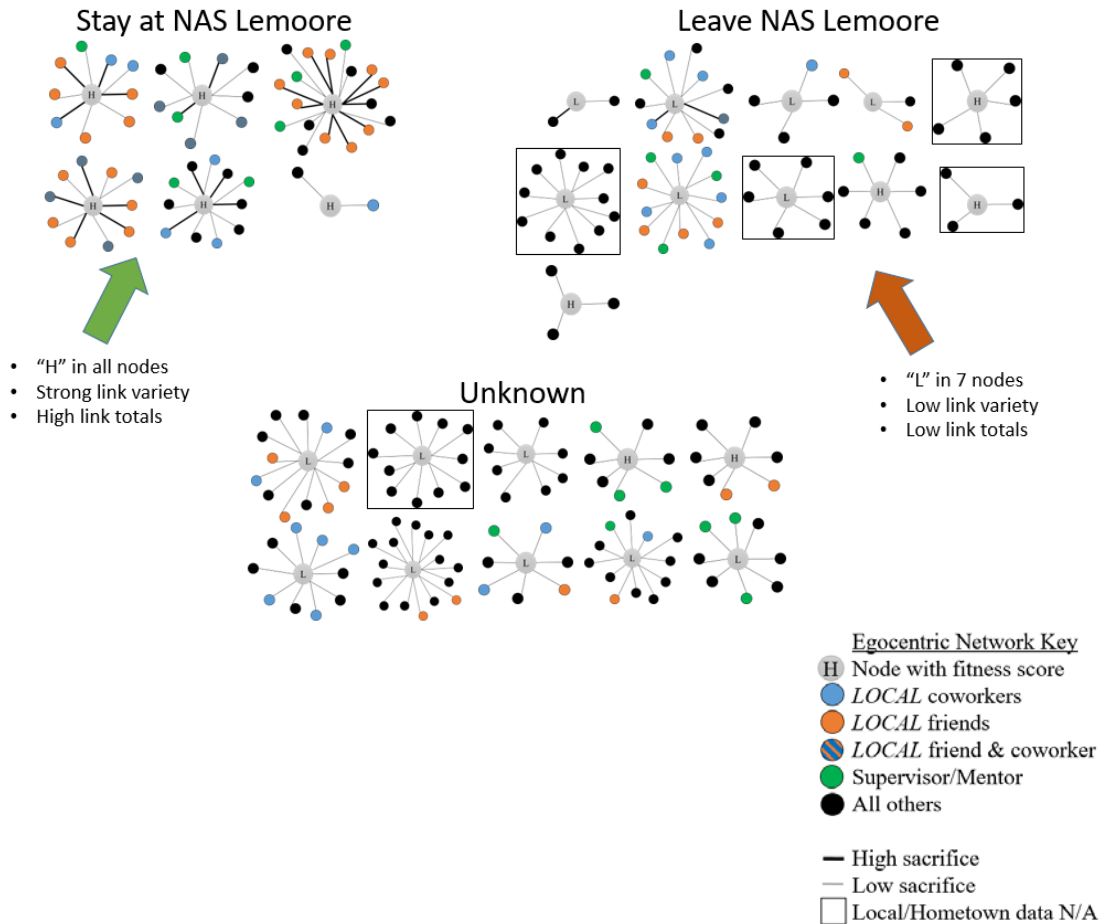 Stay at NAS Lemoore
H H H
H H H
Leave NAS Lemoore
L L L L H
L L L H H
H
• “H” in all nodes
• Strong link variety
• High link totals
• “L” in 7 nodes
• Low link variety
• Low link totals
Unknown
L L L H H
L L L L L
Egocentric Network Key
H Node with fitness score
LOCAL coworkers
LOCAL friends
LOCAL friend & coworker
Supervisor/Mentor
All others
High sacrifice
Low sacrifice
Local/Hometown data N/A